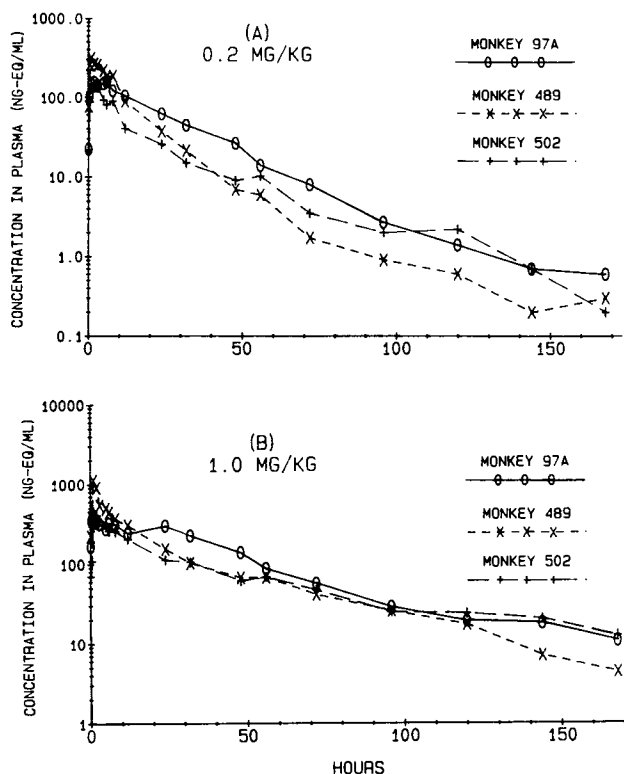 (A)
0.2 MG/KG
CONCENTRATION IN PLASMA (NG-EQ/ML)
1000.0
100.0
10.0
1.0
0.1
0
50
100
150
MONKEY 97A
MONKEY 489
MONKEY 502
(B)
1.0 MG/KG
CONCENTRATION IN PLASMA (NG-EQ/ML)
10000
1000
100
10
1
0
50
100
150
HOURS
MONKEY 97A
MONKEY 489
MONKEY 502